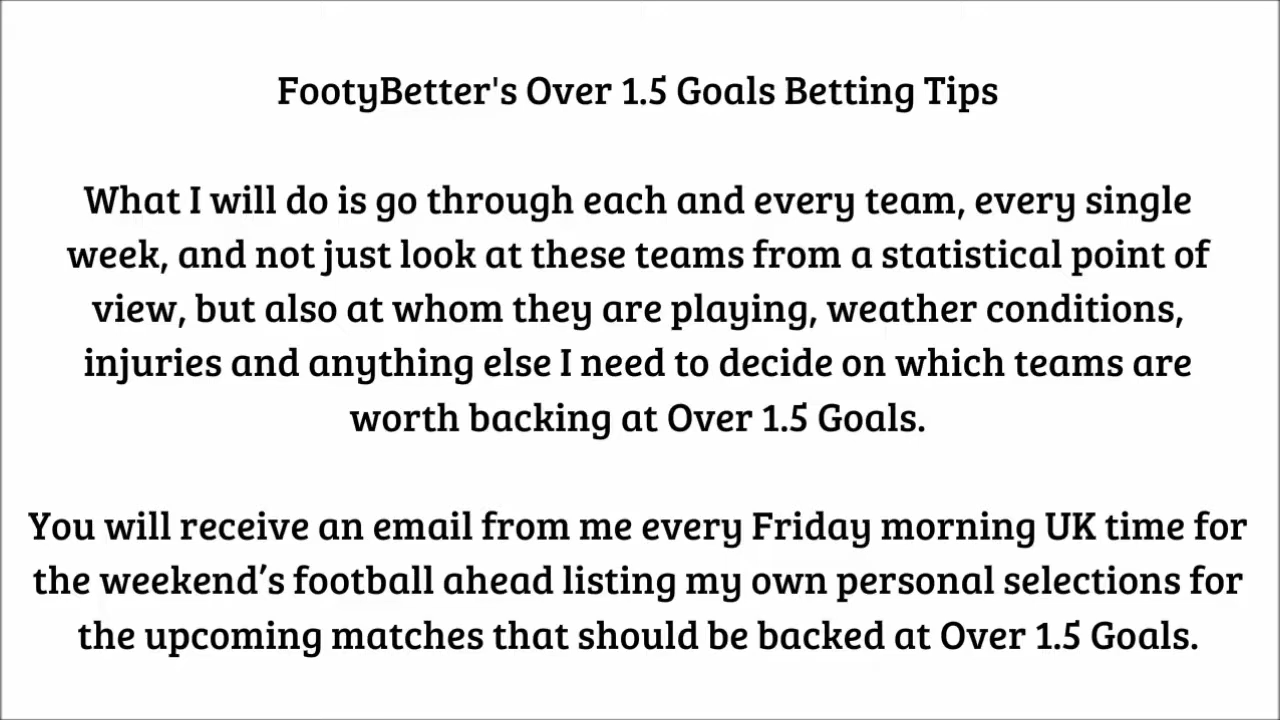 FootyBetter's Over 1.5 Goals Betting Tips
What I will do is go through each and every team, every single
week, and not just look at these teams from a statistical point of
view, but also at whom they are playing, weather conditions,
injuries and anything else I need to decide on which teams are
worth backing at Over 1.5 Goals.
You will receive an email from me every Friday morning UK time for
the weekend’s football ahead listing my own personal selections for
the upcoming matches that should be backed at Over 1.5 Goals.